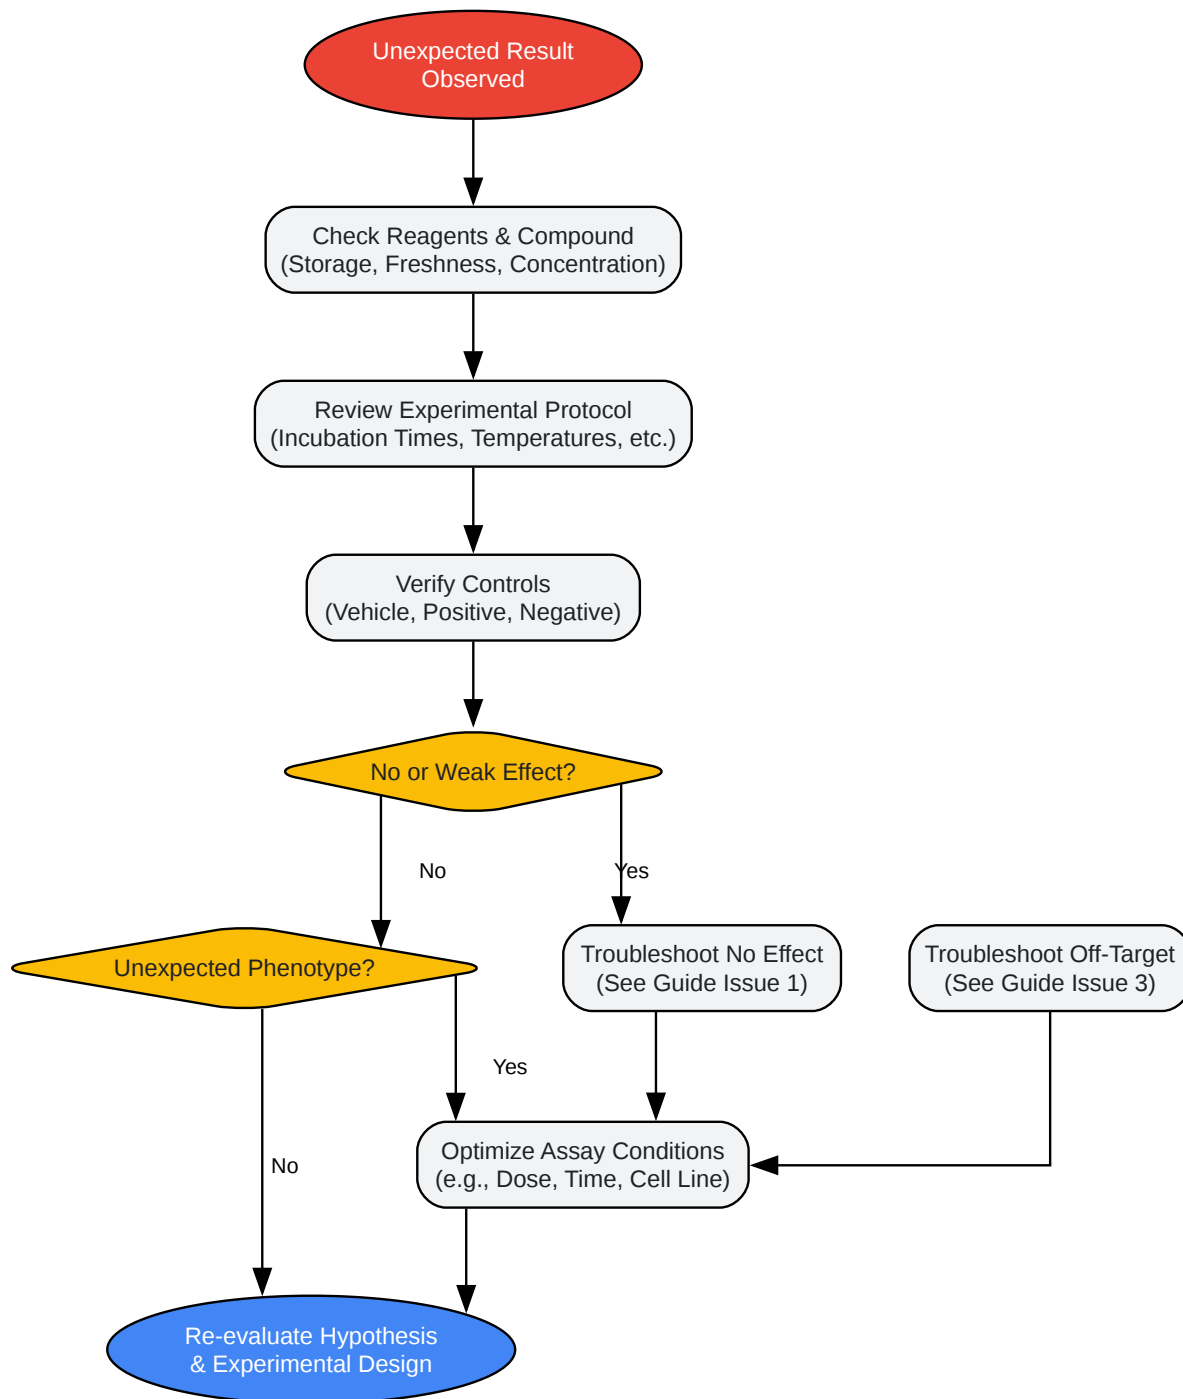 Unexpected Result
Observed
Check Reagents & Compound
(Storage, Freshness, Concentration)
Review Experimental Protocol
(Incubation Times, Temperatures, etc.)
Verify Controls
(Vehicle, Positive, Negative)
No or Weak Effect?
No
Yes
Unexpected Phenotype?
Troubleshoot No Effect
(See Guide Issue 1)
Troubleshoot Off-Target
(See Guide Issue 3)
Yes
No
Optimize Assay Conditions
(e.g., Dose, Time, Cell Line)
Re-evaluate Hypothesis
& Experimental Design